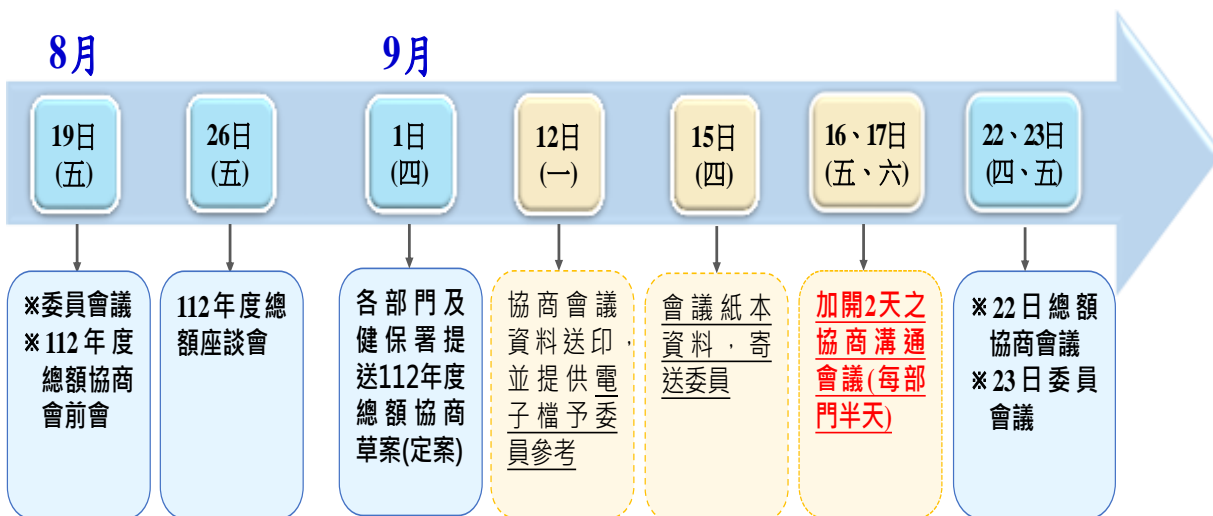 8月
9月
19日
(五)
26日
(五)
1日
(四)
12日
(一)
15日
(四)
16、17日
(五、六)
22、23日
(四、五)
※委員會議
※112年度
總額協商
會前會
112年度總
額座談會
各部門及
健保署提
送112年度
總額協商
草案(定案)
協商會議
資料送印，
並提供電
子檔予委
員參考
會議紙本
資料，寄
送委員
加開2天之
協商溝通
會議(每部
門半天)
※22日總額
協商會議
※23日委員
會議